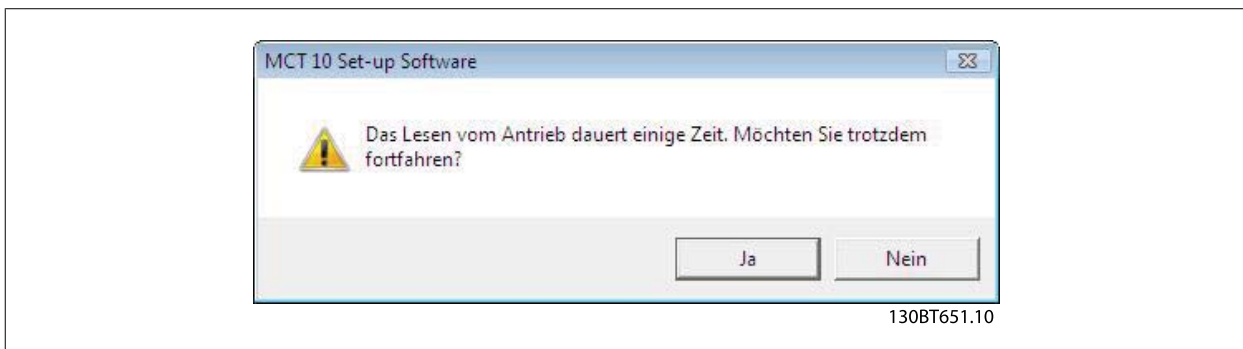 MCT 10 Set-up Software
Das Lesen vom Antrieb dauert einige Zeit. Möchten Sie trotzdem
fortfahren?
Ja
Nein
130BT651.10